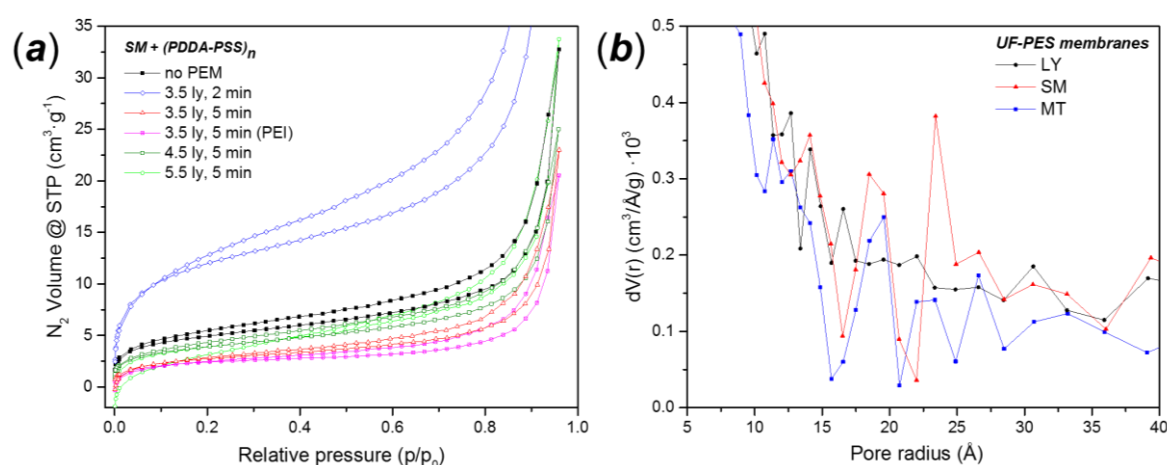 (a)
SM + (PDDA-PSS)n
no PEM
3.5 ly, 2 min
3.5 ly, 5 min
3.5 ly, 5 min (PEI)
4.5 ly, 5 min
5.5 ly, 5 min
N2 Volume @ STP (cm3·g-1)
35
30
25
20
15
10
5
0
0.0 0.2 0.4 0.6 0.8 1.0
Relative pressure (p/p0)
(b)
UF-PES membranes
LY
SM
MT
dV(r) (cm3/Å/g) ·103
0.5
0.4
0.3
0.2
0.1
0.0
5 10 15 20 25 30 35 40
Pore radius (Å)